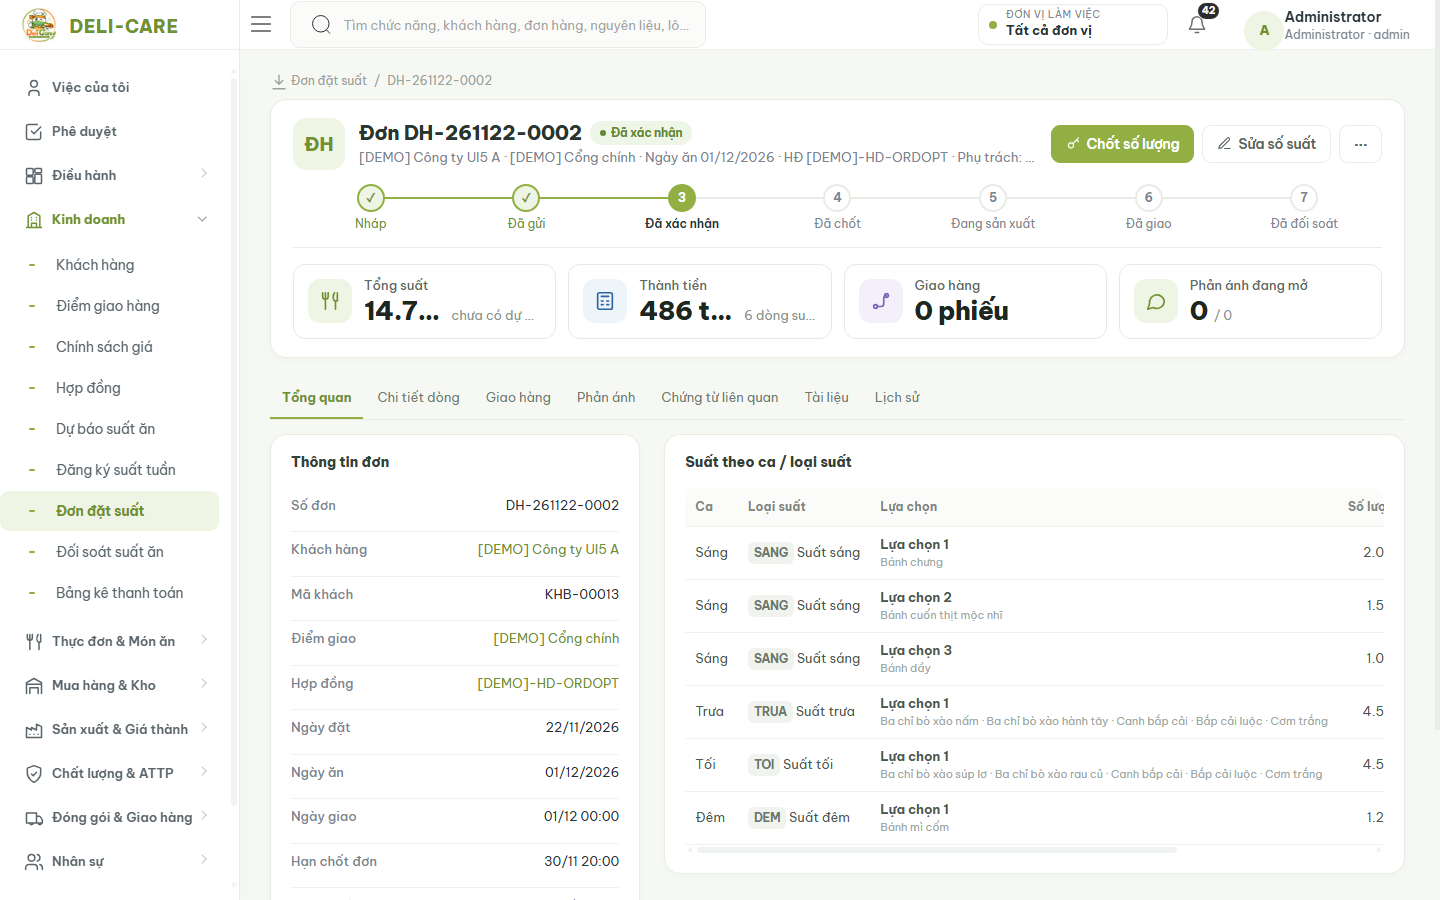 DELI-CARE
Tìm chức năng, khách hàng, đơn hàng, nguyên liệu, lô...
ĐƠN VỊ LÀM VIỆC
Tất cả đơn vị
42
A
Administrator
Administrator · admin
Việc của tôi
Phê duyệt
Điều hành
Kinh doanh
Khách hàng
Điểm giao hàng
Chính sách giá
Hợp đồng
Dự báo suất ăn
Đăng ký suất tuần
Đơn đặt suất
Đối soát suất ăn
Bảng kê thanh toán
Thực đơn & Món ăn
Mua hàng & Kho
Sản xuất & Giá thành
Chất lượng & ATTP
Đóng gói & Giao hàng
Nhân sự
Đơn đặt suất / DH-261122-0002
ĐH
Đơn DH-261122-0002
Đã xác nhận
[DEMO] Công ty UI5 A · [DEMO] Cổng chính · Ngày ăn 01/12/2026 · HĐ [DEMO]-HD-ORDOPT · Phụ trách: ...
Chốt số lượng
Sửa số suất
...
✓ ✓ 3 4 5 6 7
Nháp Đã gửi Đã xác nhận Đã chốt Đang sản xuất Đã giao Đã đối soát
Tổng suất
14.7... chưa có dự ...
Thành tiền
486 t... 6 dòng su...
Giao hàng
0 phiếu
Phản ánh đang mở
0 / 0
Tổng quan Chi tiết dòng Giao hàng Phản ánh Chứng từ liên quan Tài liệu Lịch sử
Thông tin đơn
Số đơn DH-261122-0002
Khách hàng [DEMO] Công ty UI5 A
Mã khách KHB-00013
Điểm giao [DEMO] Cổng chính
Hợp đồng [DEMO]-HD-ORDOPT
Ngày đặt 22/11/2026
Ngày ăn 01/12/2026
Ngày giao 01/12 00:00
Hạn chốt đơn 30/11 20:00
Suất theo ca / loại suất
Ca Loại suất Lựa chọn Số lượ
Sáng SANG Suất sáng Lựa chọn 1 2.0
Bánh chưng
Sáng SANG Suất sáng Lựa chọn 2 1.5
Bánh cuốn thịt mộc nhĩ
Sáng SANG Suất sáng Lựa chọn 3 1.0
Bánh dầy
Trưa TRUA Suất trưa Lựa chọn 1 4.5
Ba chỉ bò xào nấm · Ba chỉ bò xào hành tây · Canh bắp cải · Bắp cải luộc · Cơm trắng
Tối TOI Suất tối Lựa chọn 1 4.5
Ba chỉ bò xào súp lơ · Ba chỉ bò xào rau củ · Canh bắp cải · Bắp cải luộc · Cơm trắng
Đêm DEM Suất đêm Lựa chọn 1 1.2
Bánh mì cốm